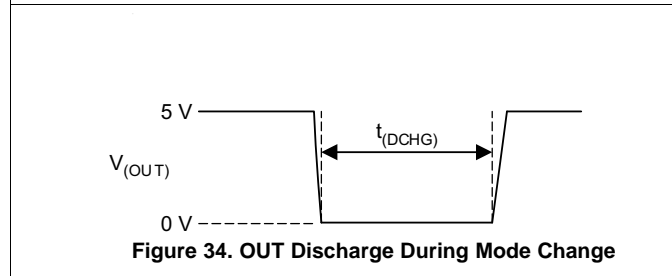 5 V
t(DCHG)
V(OUT)
0 V
Figure 34. OUT Discharge During Mode Change